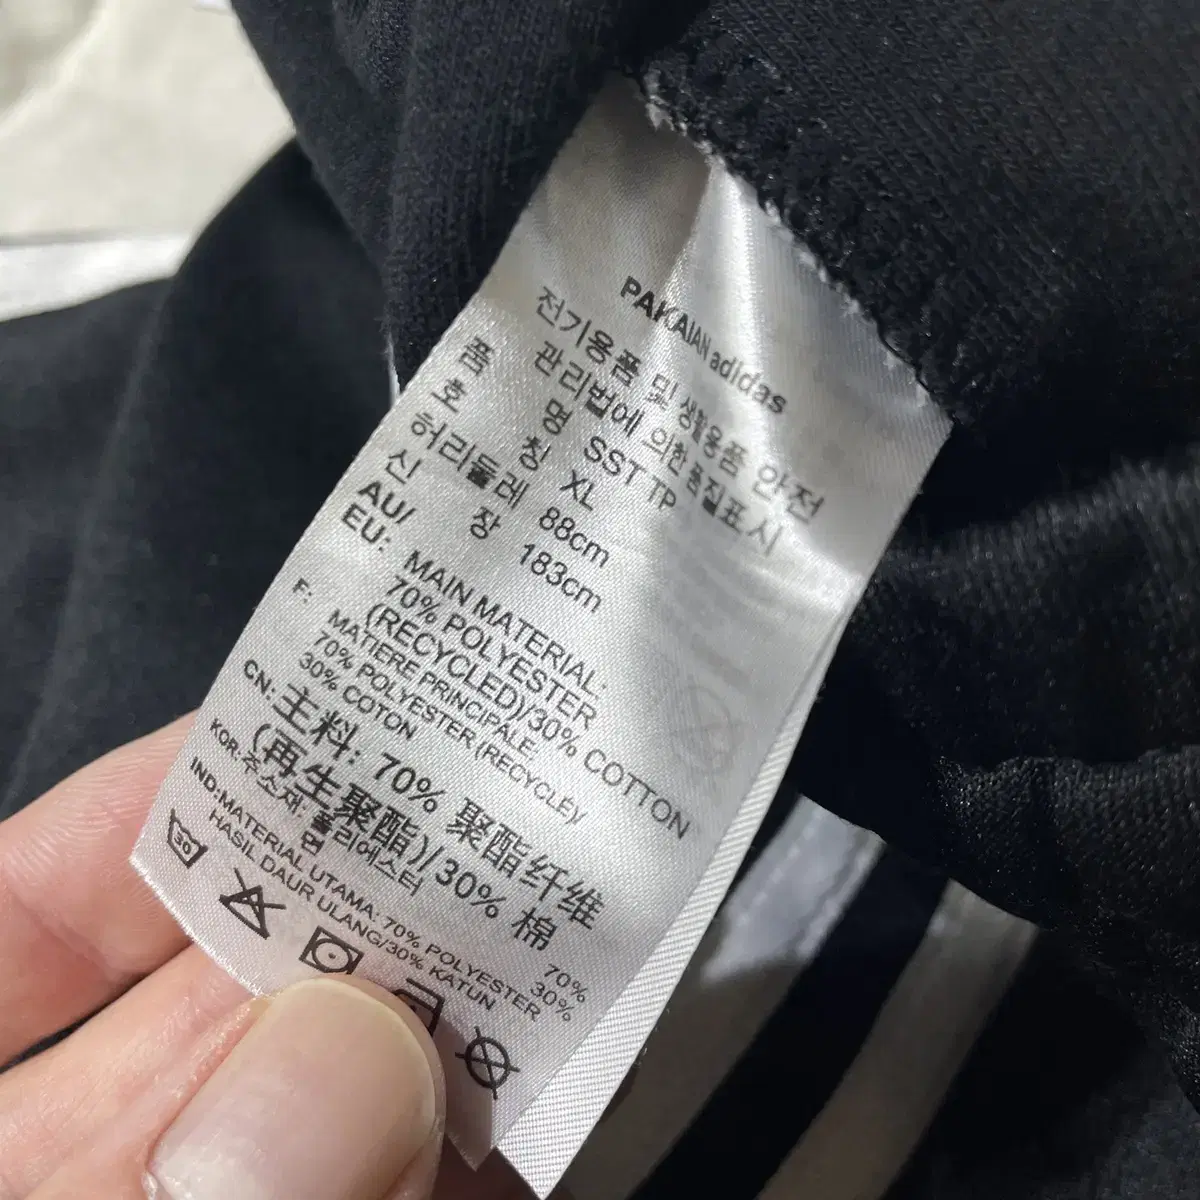 PAKAIAN adidas
전기용품 및 생활용품 안전
관리법에 의한 품질표시
품 명 SST TP
호 칭 XL
허리둘레 88cm
신 장 183cm
AU/ EU: MAIN MATERIAL:
70% POLYESTER
(RECYCLED)/30% COTTON
F: MATIERE PRINCIPALE:
70% POLYESTER (RECYCLÉ)/
30% COTON
CN: 主料: 70% 聚酯纤维
(再生聚酯)/30% 棉
KOR: 주소재: 폴리에스터 70%
면 30%
IND: MATERIAL UTAMA: 70% POLYESTER
HASIL DAUR ULANG/30% KATUN
30